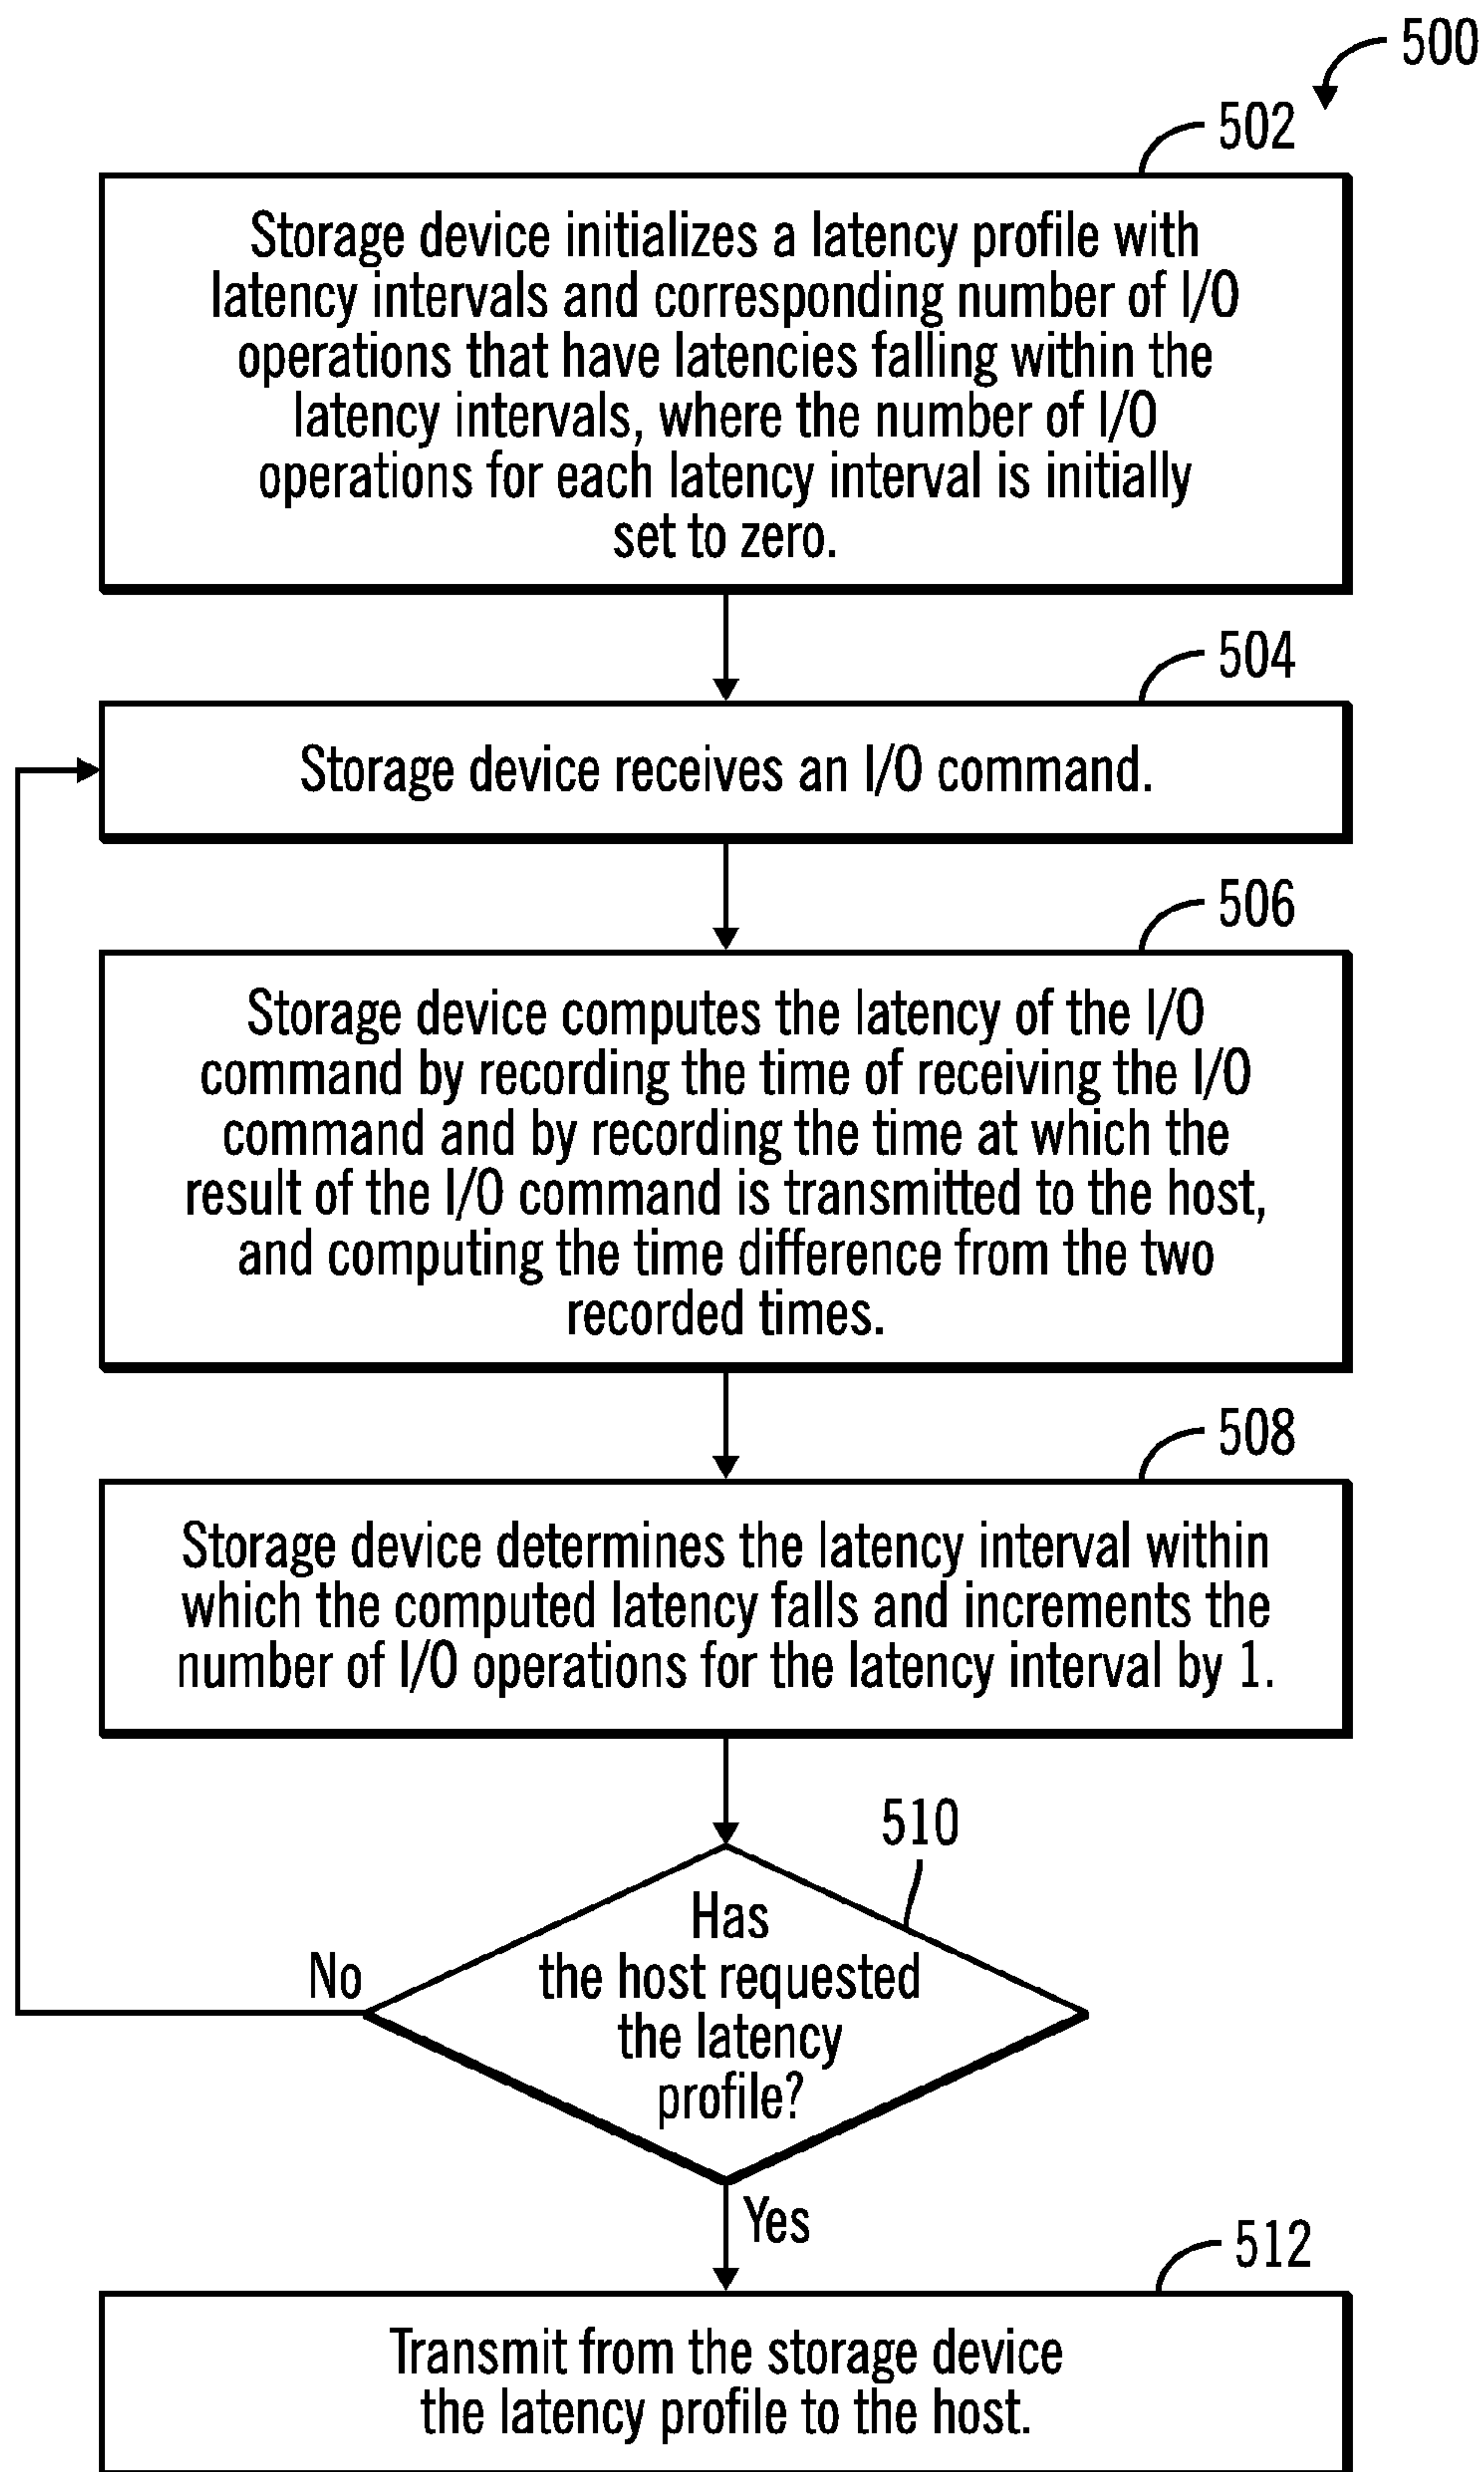 500
502
Storage device initializes a latency profile with
latency intervals and corresponding number of I/O
operations that have latencies falling within the
latency intervals, where the number of I/O
operations for each latency interval is initially
set to zero.
504
Storage device receives an I/O command.
506
Storage device computes the latency of the I/O
command by recording the time of receiving the I/O
command and by recording the time at which the
result of the I/O command is transmitted to the host,
and computing the time difference from the two
recorded times.
508
Storage device determines the latency interval within
which the computed latency falls and increments the
number of I/O operations for the latency interval by 1.
510
Has
the host requested
the latency
profile?
No
Yes
512
Transmit from the storage device
the latency profile to the host.